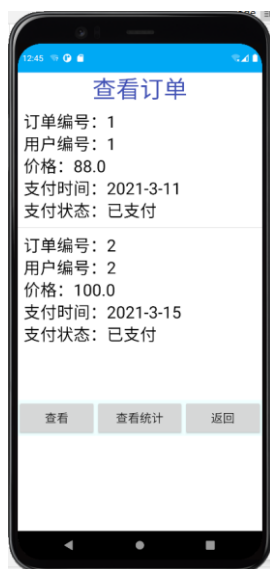 12:45
查看订单
订单编号：1
用户编号：1
价格：88.0
支付时间：2021-3-11
支付状态：已支付
订单编号：2
用户编号：2
价格：100.0
支付时间：2021-3-15
支付状态：已支付
查看 查看统计 返回